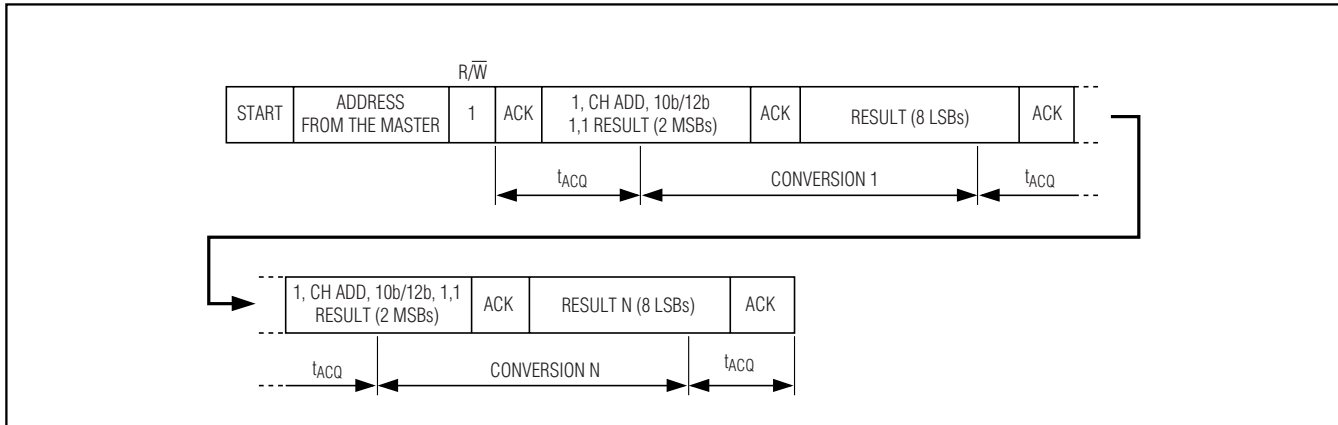 R/W̅
START
ADDRESS
FROM THE MASTER
1
ACK
1, CH ADD, 10b/12b
1,1 RESULT (2 MSBs)
ACK
RESULT (8 LSBs)
ACK
tACQ
CONVERSION 1
tACQ
1, CH ADD, 10b/12b, 1,1
RESULT (2 MSBs)
ACK
RESULT N (8 LSBs)
ACK
tACQ
CONVERSION N
tACQ